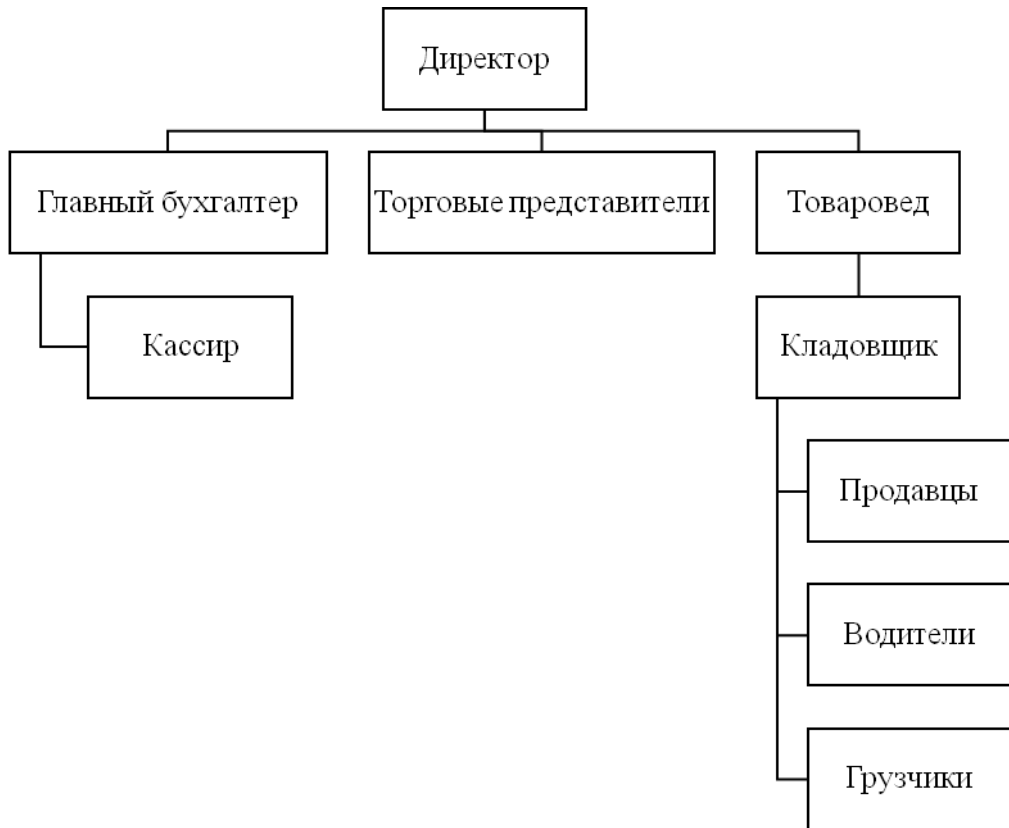 Директор
Главный бухгалтер
Торговые представители
Товаровед
Кассир
Кладовщик
Продавцы
Водители
Грузчики